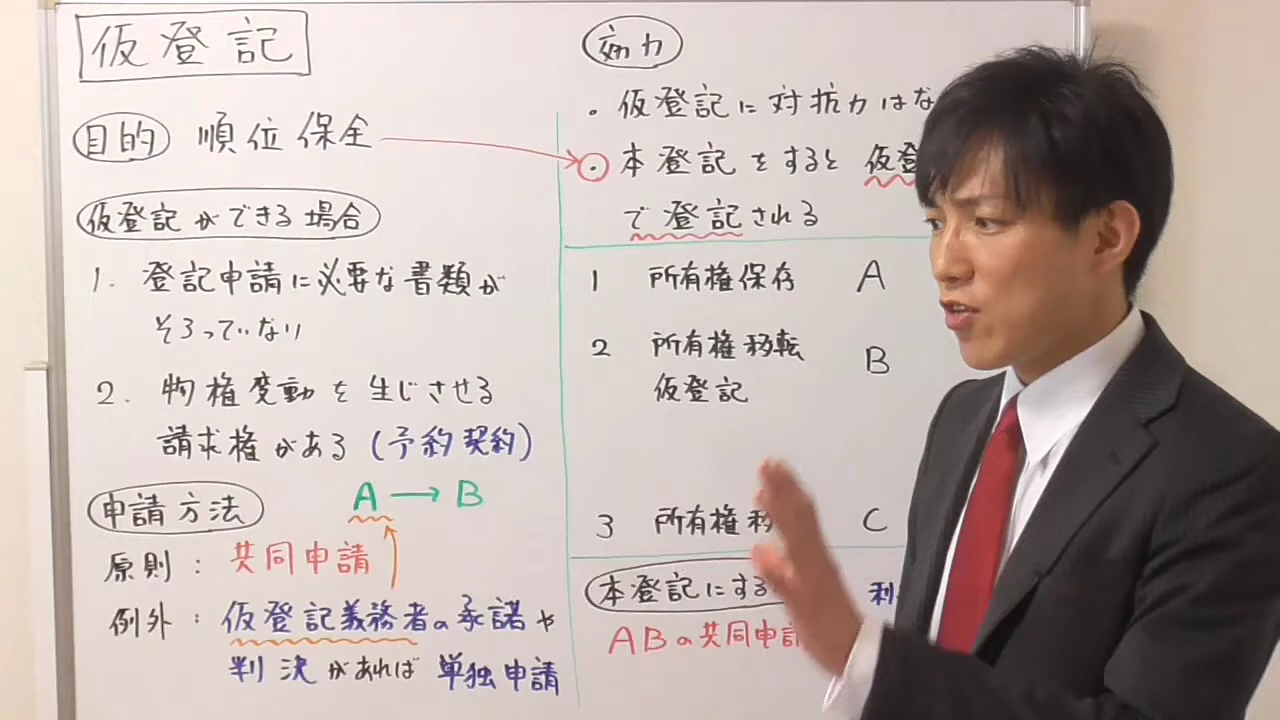 仮登記
目的 順位保全
仮登記ができる場合
1. 登記申請に必要な書類が
そろっていない
2. 物権変動を生じさせる
請求権がある (予約契約)
申請方法 A → B
原則 : 共同申請
例外 : 仮登記義務者の承諾や
判決があれば 単独申請
効力
・仮登記に対抗力はな
・本登記をすると 仮登
で登記される
1 所有権保存 A
2 所有権移転 B
仮登記
3 所有権移 C
本登記にする 利
ABの共同申請